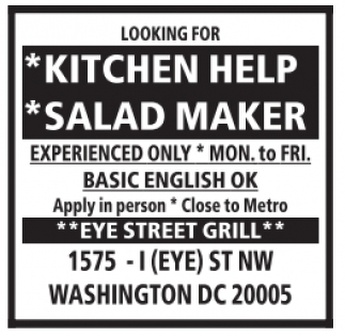 LOOKING FOR
*KITCHEN HELP
*SALAD MAKER
EXPERIENCED ONLY * MON. to FRI.
BASIC ENGLISH OK
Apply in person * Close to Metro
**EYE STREET GRILL**
1575 - I (EYE) ST NW
WASHINGTON DC 20005